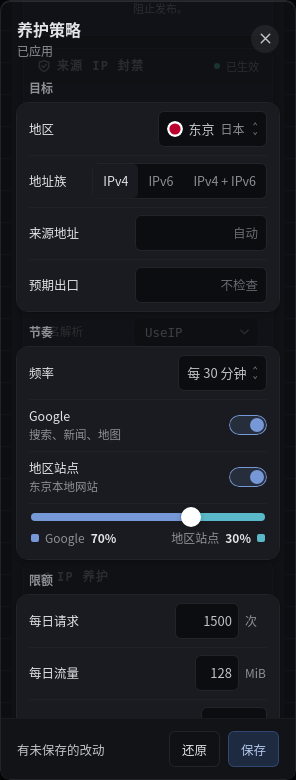 阻止发布。
养护策略
已应用
来源 IP 封禁
已生效
目标
地区
东京 日本
地址族
IPv4 IPv6 IPv4 + IPv6
来源地址
自动
预期出口
不检查
节奏
解析
UseIP
频率
每 30 分钟
Google
搜索、新闻、地图
地区站点
东京本地网站
Google 70%
地区站点 30%
IP 养护
限额
每日请求
1500 次
每日流量
128 MiB
有未保存的改动
还原
保存